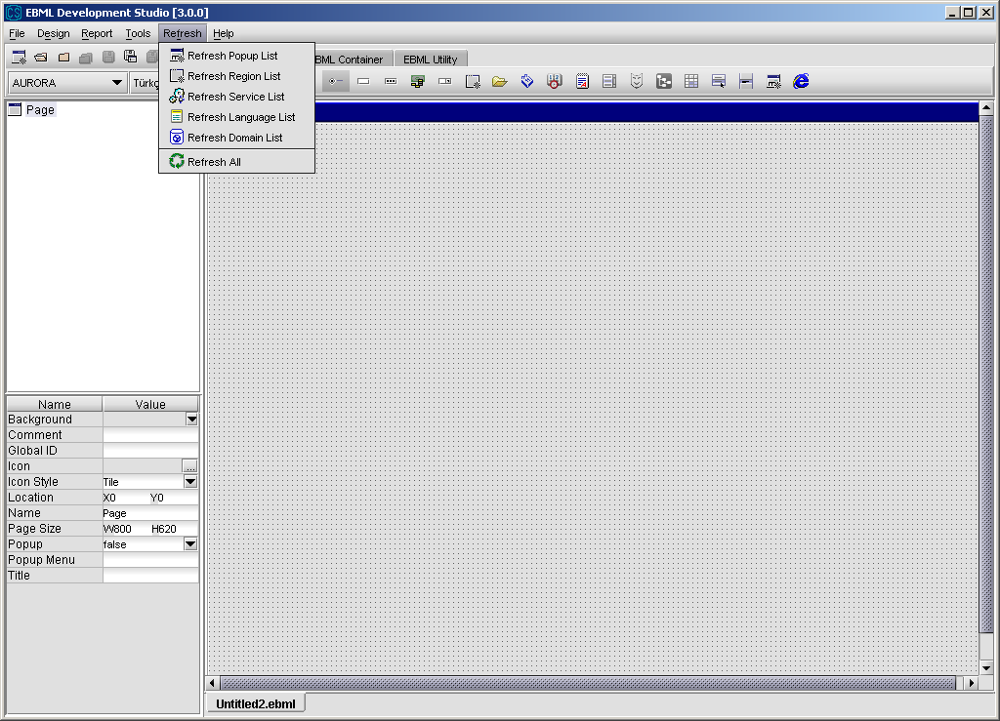 EBML Development Studio [3.0.0]
File Design Report Tools Refresh Help
Refresh Popup List
Refresh Region List
Refresh Service List
Refresh Language List
Refresh Domain List
Refresh All
BML Container EBML Utility
AURORA
Page
Name Value
Background
Comment
Global ID
Icon ...
Icon Style Tile
Location X0 Y0
Name Page
Page Size W800 H620
Popup false
Popup Menu
Title
Untitled2.ebml